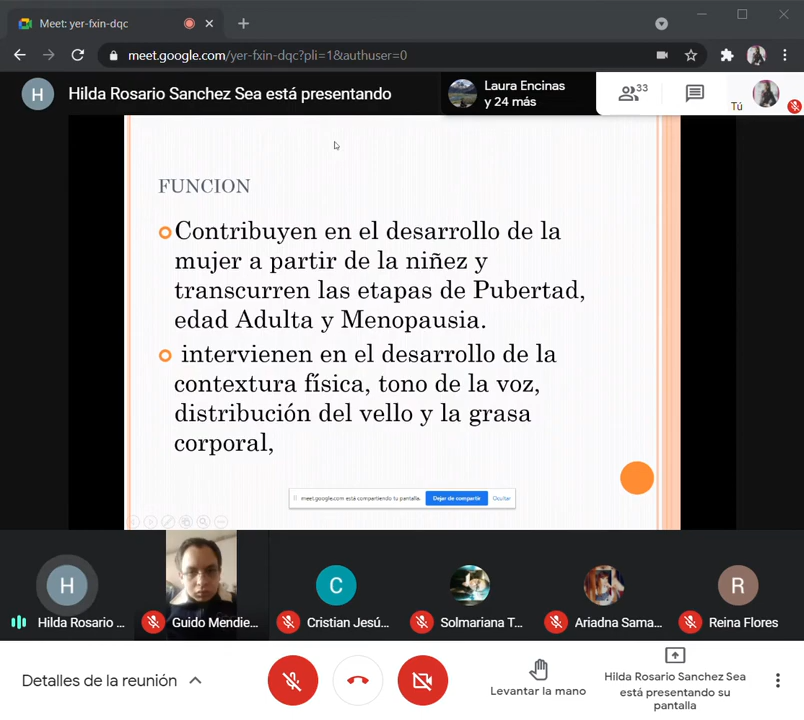 Meet: yer-fxin-dqc
meet.google.com/yer-fxin-dqc?pli=1&authuser=0
H
Hilda Rosario Sanchez Sea está presentando
Laura Encinas
y 24 más
33
Tú
FUNCION
Contribuyen en el desarrollo de la
mujer a partir de la niñez y
transcurren las etapas de Pubertad,
edad Adulta y Menopausia.
intervienen en el desarrollo de la
contextura física, tono de la voz,
distribución del vello y la grasa
corporal,
meet.google.com está compartiendo tu pantalla.
Dejar de compartir
Ocultar
H
C
R
Hilda Rosario ...
Guido Mendie...
Cristian Jesú...
Solmariana T...
Ariadna Sama...
Reina Flores
Detalles de la reunión
Levantar la mano
Hilda Rosario Sanchez Sea
está presentando su
pantalla